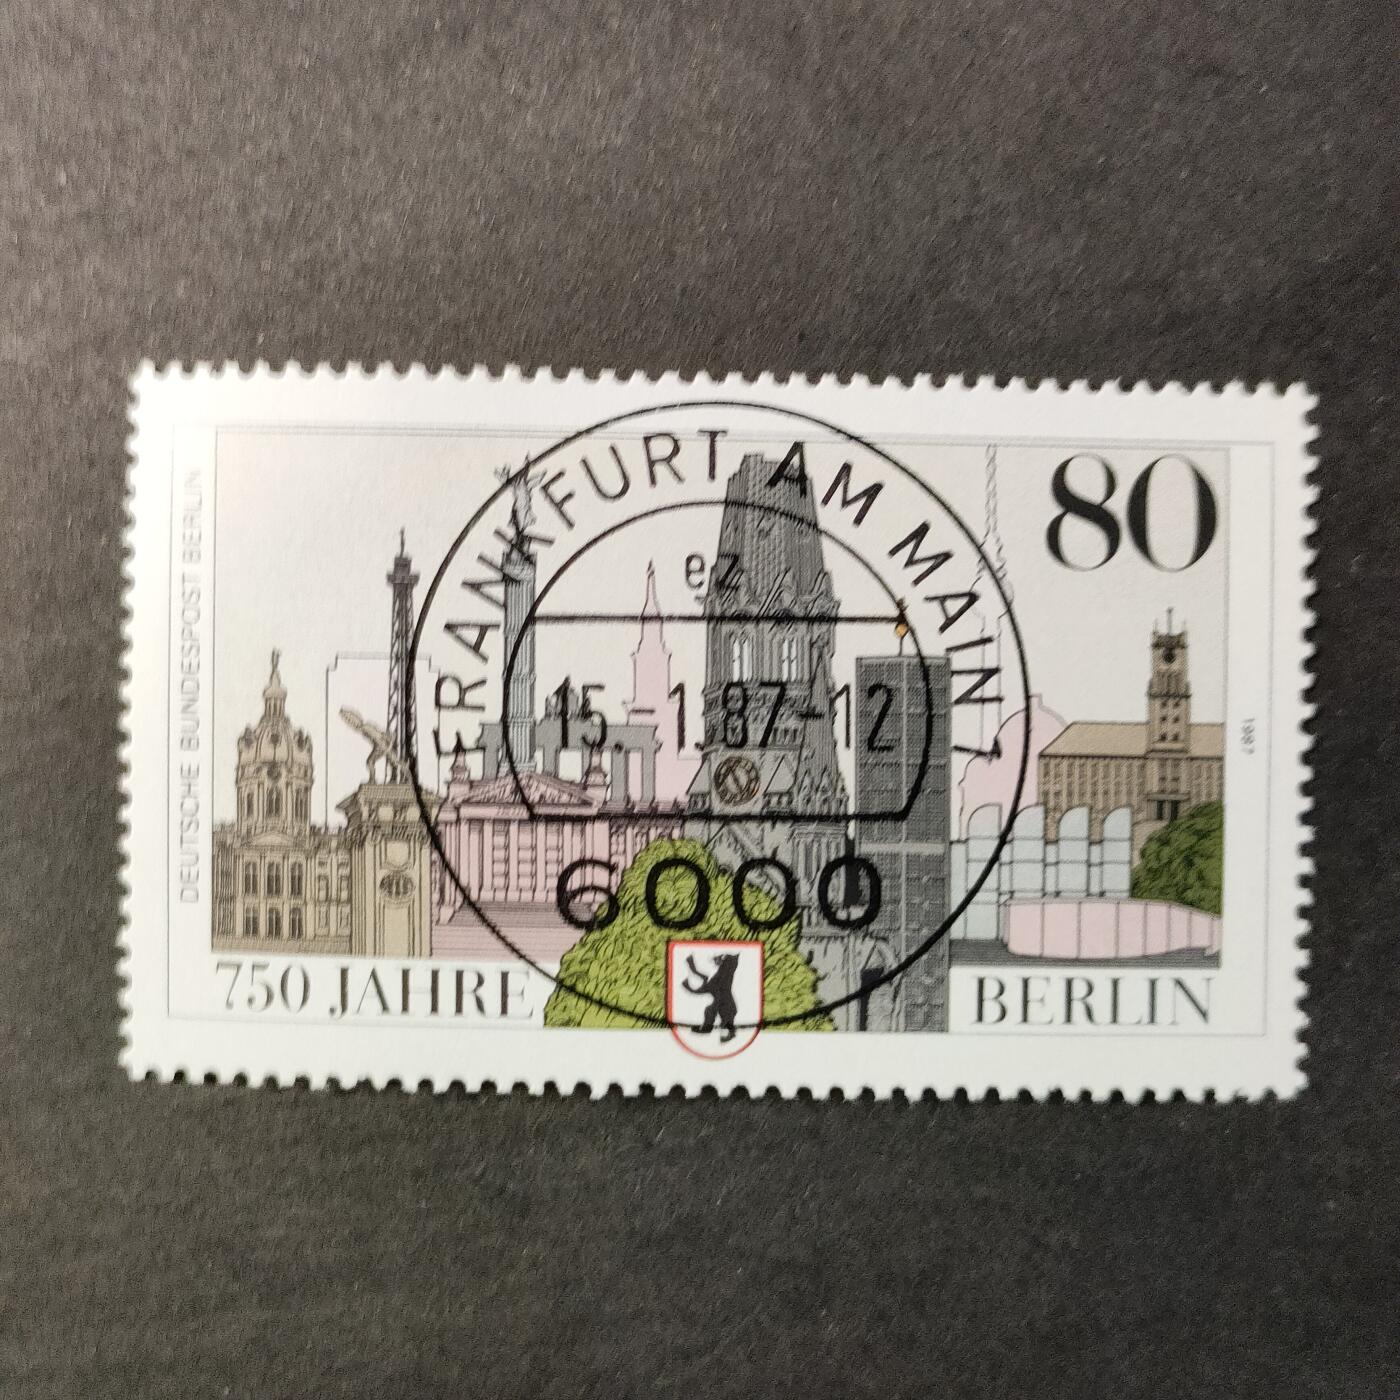 DEUTSCHE BUNDESPOST BERLIN
80
1987
FRANKFURT AM MAIN 1
ez
15.-1.87-12
6000
750 JAHRE
BERLIN